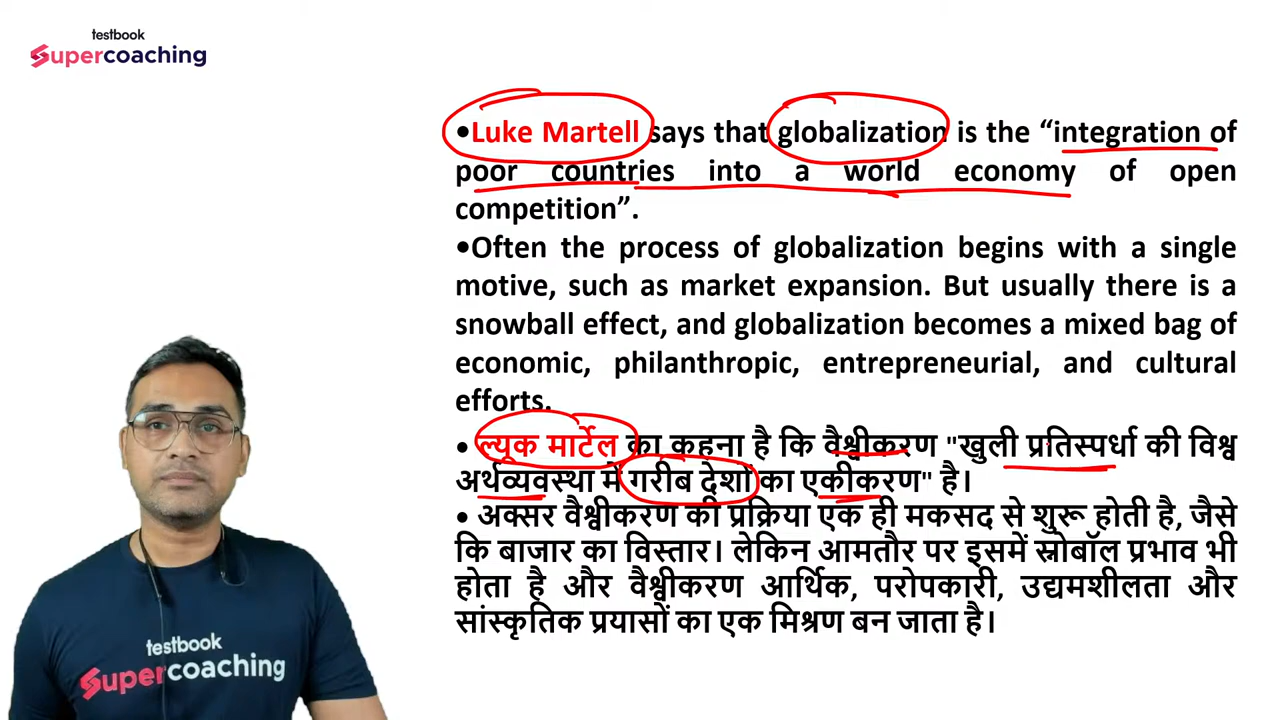 testbook
Supercoaching
•Luke Martell says that globalization is the “integration of
poor countries into a world economy of open
competition”.
•Often the process of globalization begins with a single
motive, such as market expansion. But usually there is a
snowball effect, and globalization becomes a mixed bag of
economic, philanthropic, entrepreneurial, and cultural
efforts.
• ल्यूक मार्टेल का कहना है कि वैश्वीकरण "खुली प्रतिस्पर्धा की विश्व
अर्थव्यवस्था में गरीब देशों का एकीकरण" है।
• अक्सर वैश्वीकरण की प्रक्रिया एक ही मकसद से शुरू होती है, जैसे
कि बाजार का विस्तार। लेकिन आमतौर पर इसमें स्नोबॉल प्रभाव भी
होता है और वैश्वीकरण आर्थिक, परोपकारी, उद्यमशीलता और
सांस्कृतिक प्रयासों का एक मिश्रण बन जाता है।
testbook
Supercoaching